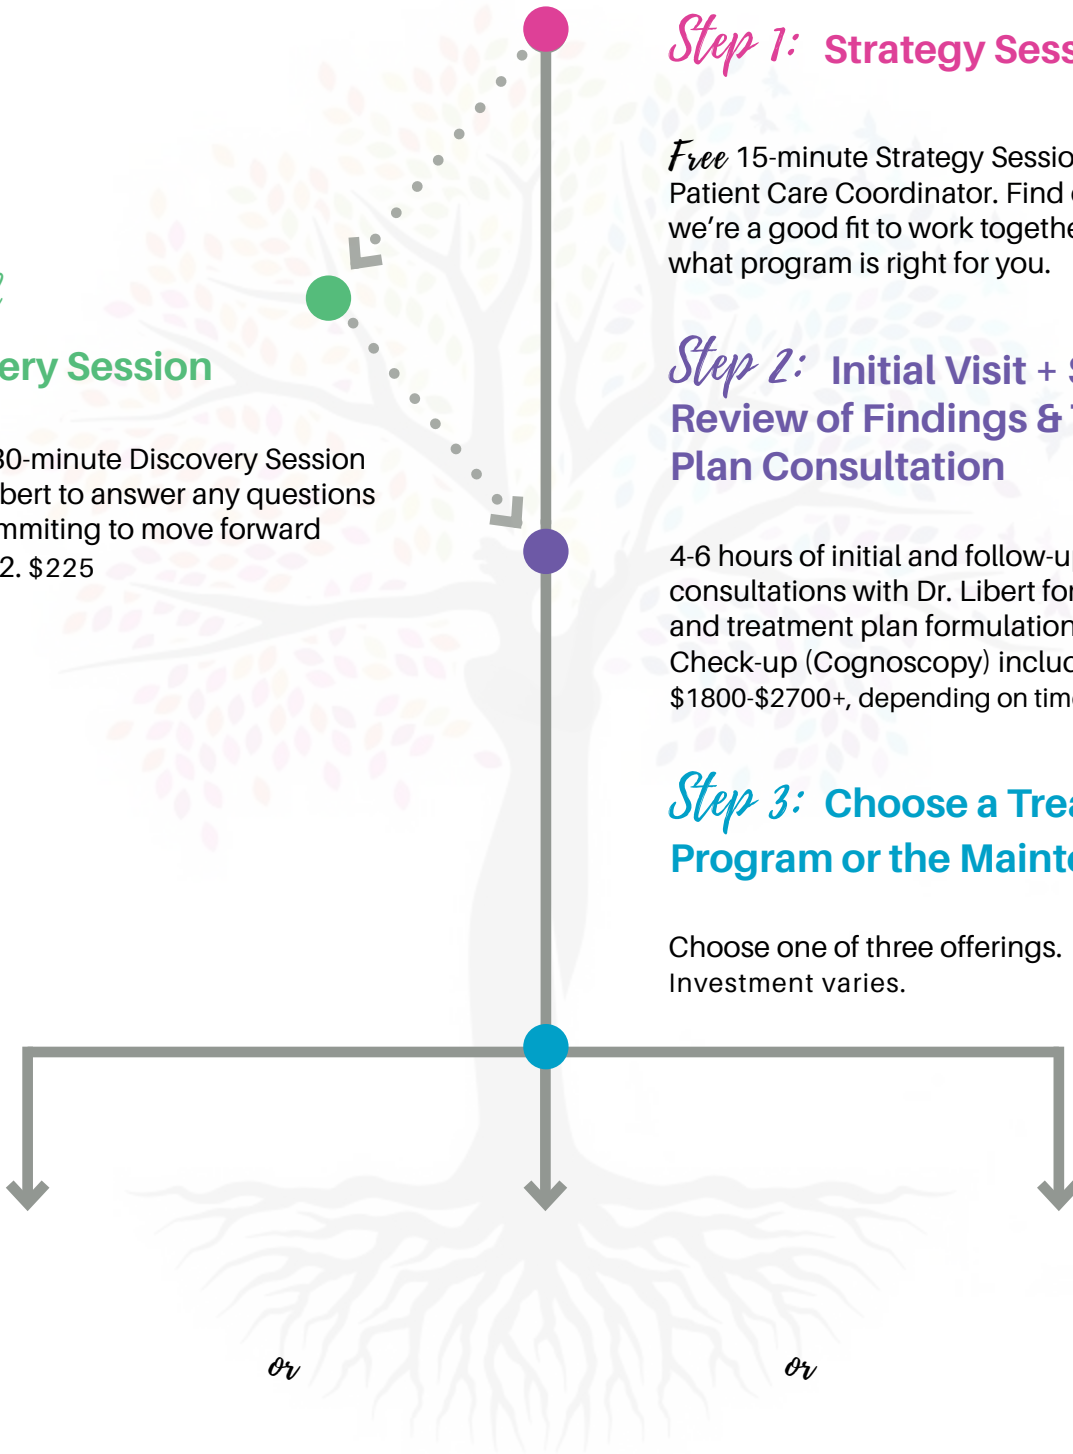 Step 1: Strategy Sess
Free 15-minute Strategy Sessio
Patient Care Coordinator. Find
we're a good fit to work togethe
what program is right for you.
ery Session
30-minute Discovery Session
bert to answer any questions
mmiting to move forward
2. $225
Step 2: Initial Visit +
Review of Findings &
Plan Consultation
4-6 hours of initial and follow-up
consultations with Dr. Libert for
and treatment plan formulation
Check-up (Cognoscopy) includ
$1800-$2700+, depending on time
Step 3: Choose a Trea
Program or the Mainte
Choose one of three offerings.
Investment varies.
or
or